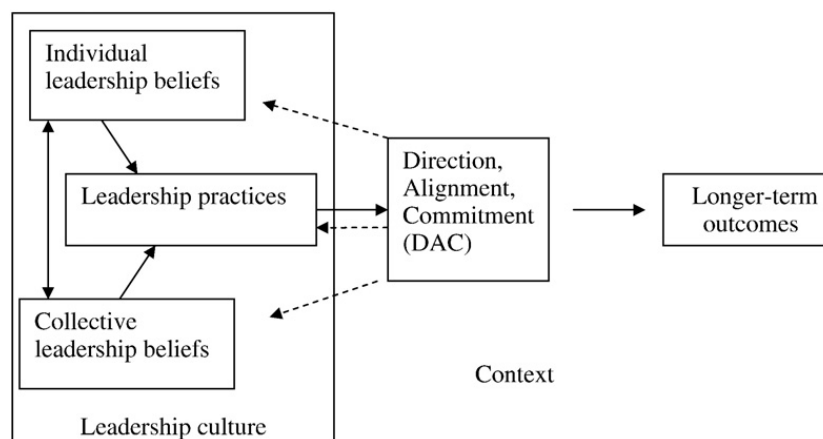 Individual
leadership beliefs
Leadership practices
Collective
leadership beliefs
Leadership culture
Direction,
Alignment,
Commitment
(DAC)
Longer-term
outcomes
Context